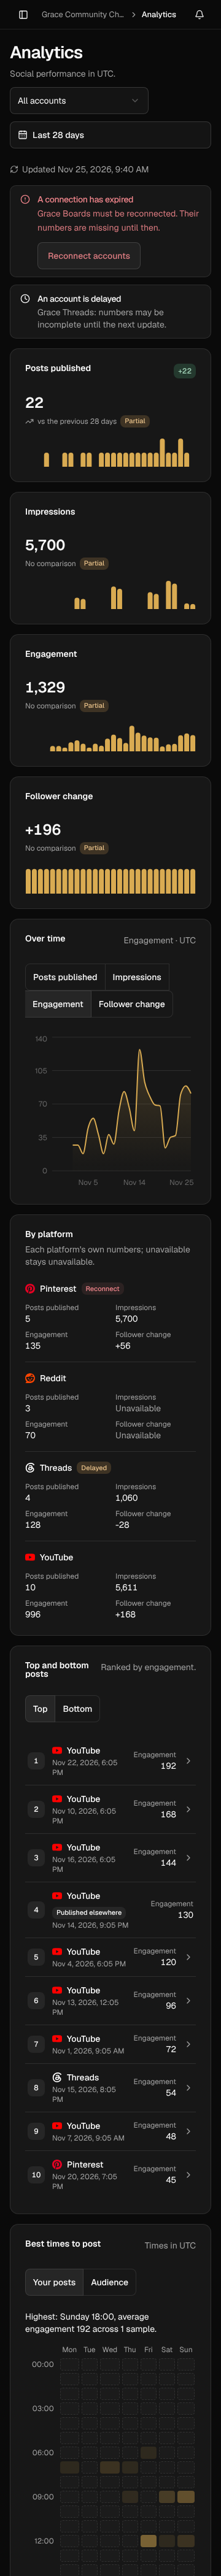 Grace Community Ch... > Analytics
Analytics
Social performance in UTC.
All accounts
Last 28 days
Updated Nov 25, 2026, 9:40 AM
A connection has expired
Grace Boards must be reconnected. Their
numbers are missing until then.
Reconnect accounts
An account is delayed
Grace Threads: numbers may be
incomplete until the next update.
Posts published
+22
22
vs the previous 28 days Partial
Impressions
5,700
No comparison Partial
Engagement
1,329
No comparison Partial
Follower change
+196
No comparison Partial
Over time
Engagement · UTC
Posts published Impressions
Engagement Follower change
140
105
70
35
0
Nov 5 Nov 14 Nov 25
By platform
Each platform's own numbers; unavailable
stays unavailable.
Pinterest Reconnect
Posts published Impressions
5 5,700
Engagement Follower change
135 +56
Reddit
Posts published Impressions
3 Unavailable
Engagement Follower change
70 Unavailable
Threads Delayed
Posts published Impressions
4 1,060
Engagement Follower change
128 -28
YouTube
Posts published Impressions
10 5,611
Engagement Follower change
996 +168
Top and bottom
posts
Ranked by engagement.
Top Bottom
1 YouTube
Nov 22, 2026, 6:05
PM
Engagement
192
2 YouTube
Nov 10, 2026, 6:05
PM
Engagement
168
3 YouTube
Nov 16, 2026, 6:05
PM
Engagement
144
4 YouTube
Published elsewhere
Nov 14, 2026, 9:05 PM
Engagement
130
5 YouTube
Nov 4, 2026, 6:05 PM
Engagement
120
6 YouTube
Nov 13, 2026, 12:05
PM
Engagement
96
7 YouTube
Nov 1, 2026, 9:05 AM
Engagement
72
8 Threads
Nov 15, 2026, 8:05
PM
Engagement
54
9 YouTube
Nov 7, 2026, 9:05 AM
Engagement
48
10 Pinterest
Nov 20, 2026, 7:05
PM
Engagement
45
Best times to post
Times in UTC
Your posts Audience
Highest: Sunday 18:00, average
engagement 192 across 1 sample.
Mon Tue Wed Thu Fri Sat Sun
00:00
03:00
06:00
09:00
12:00